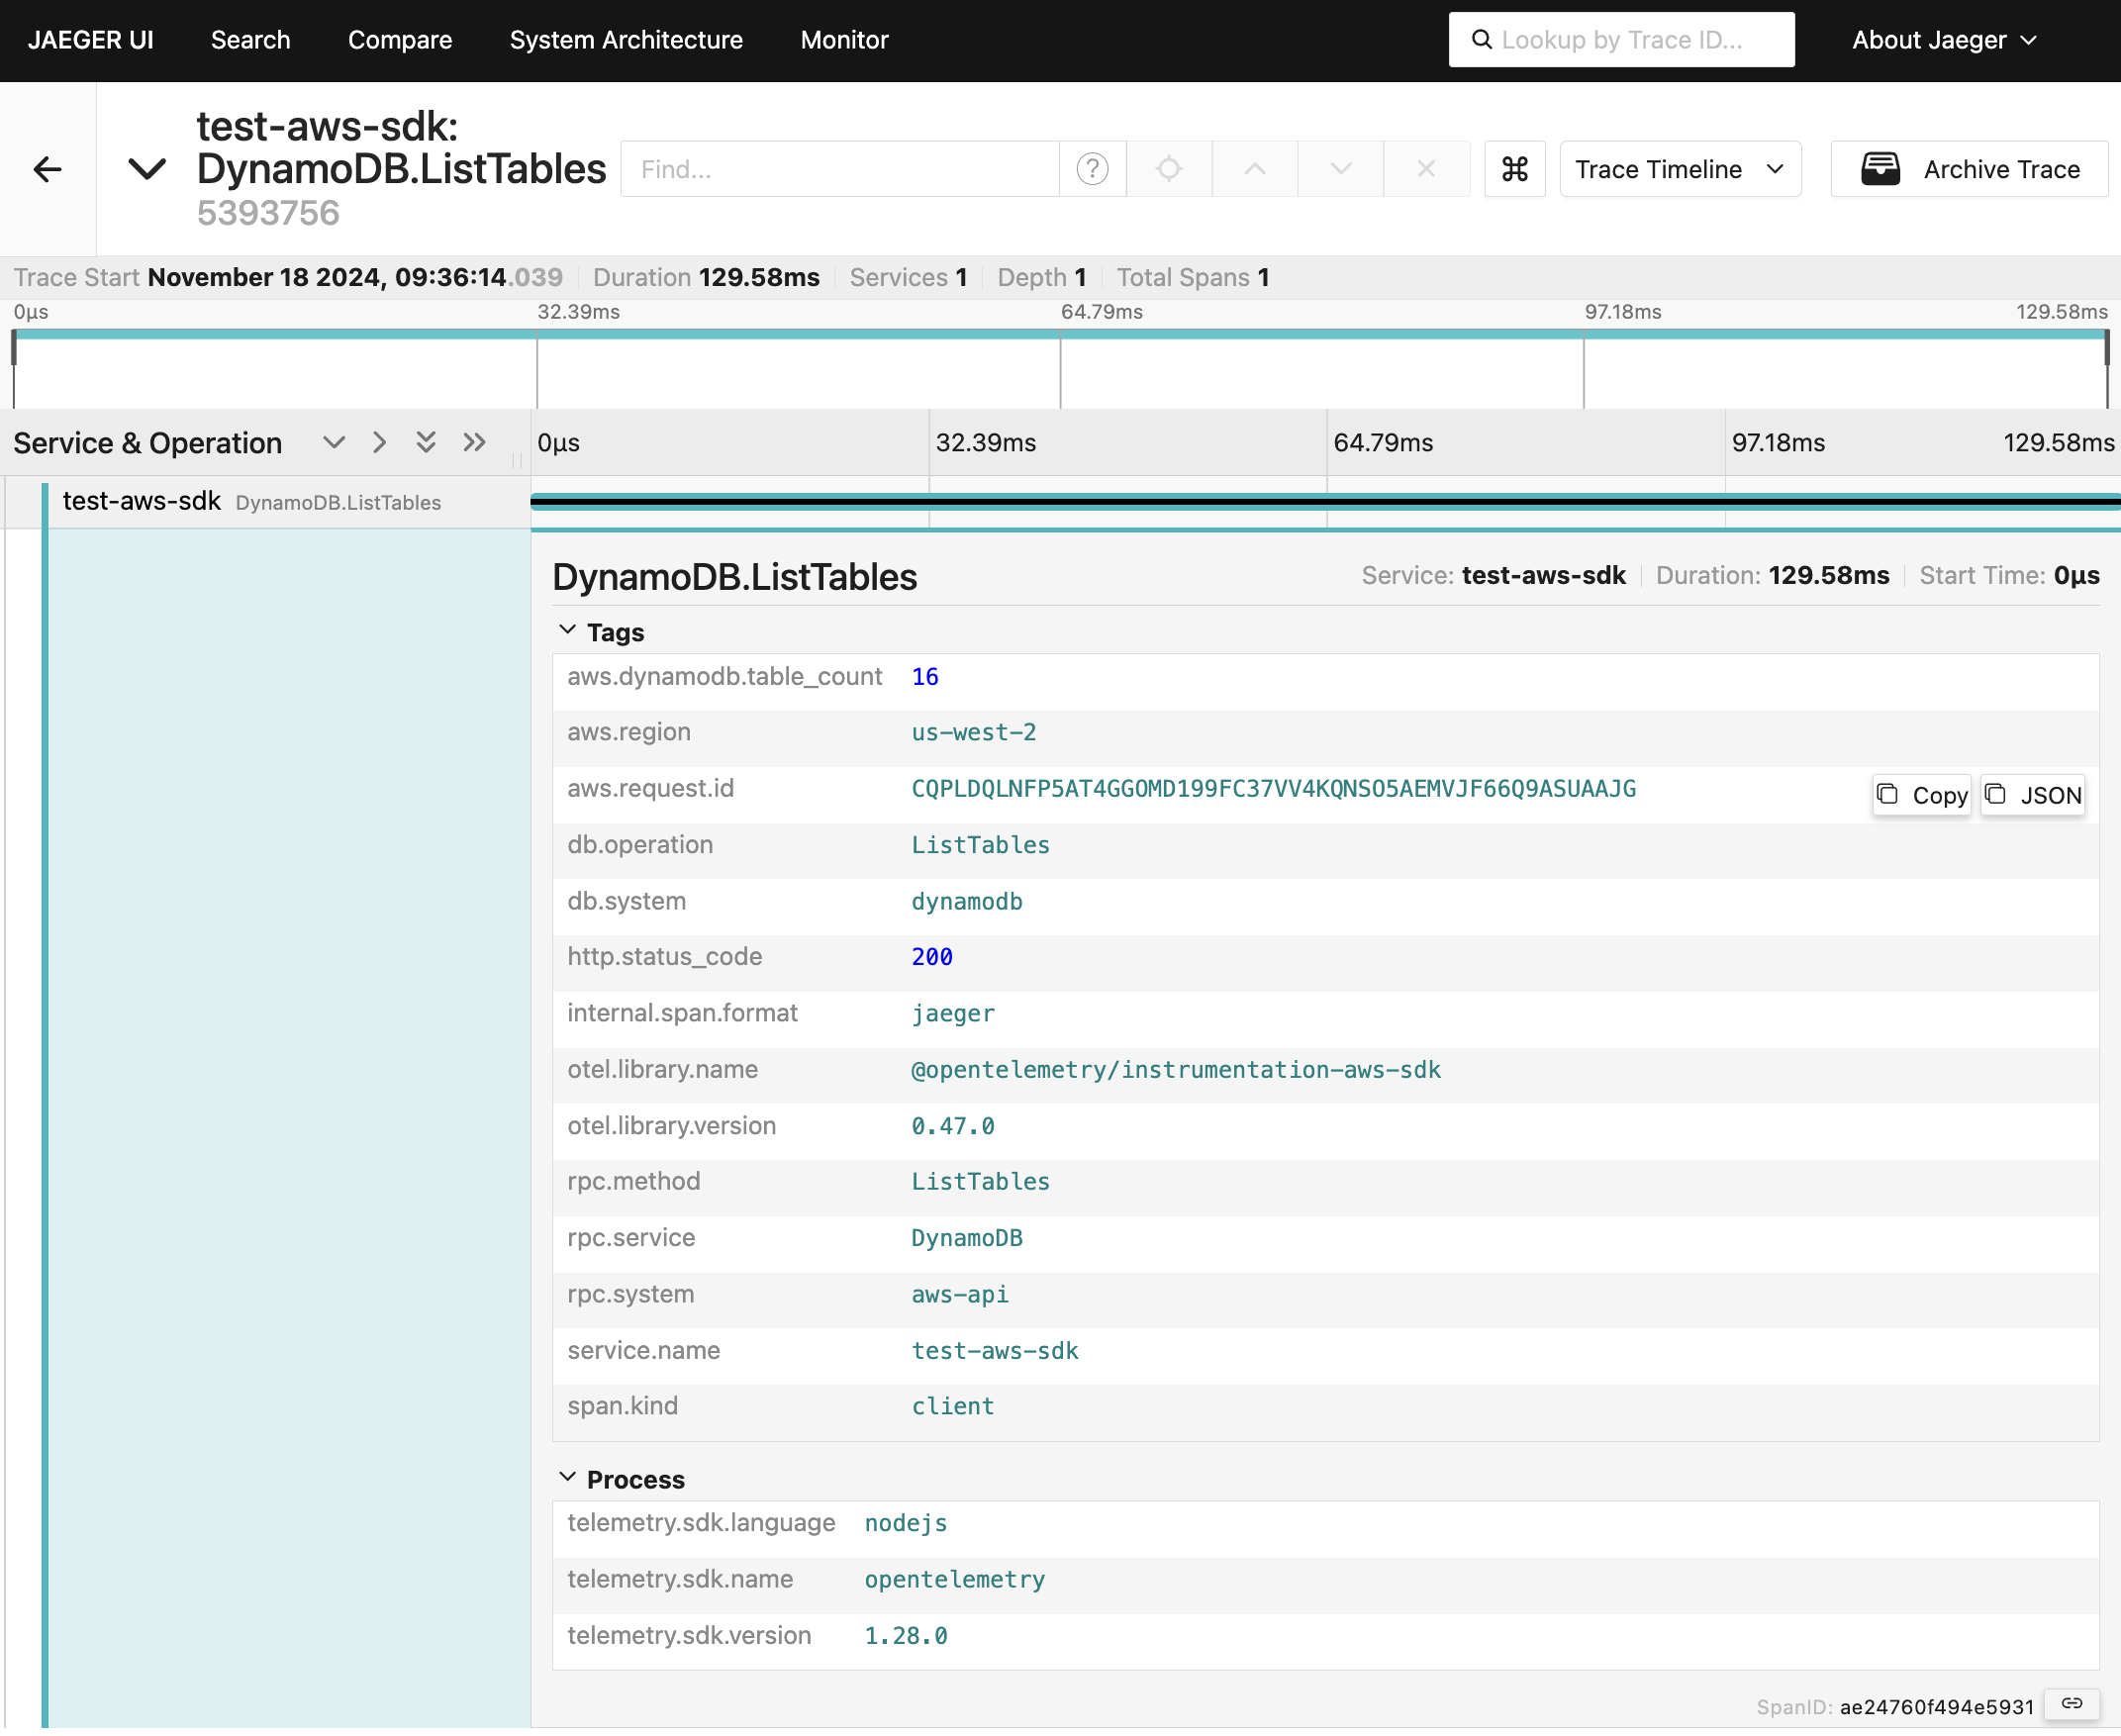 JAEGER UI Search Compare System Architecture Monitor Lookup by Trace ID... About Jaeger
test-aws-sdk:
DynamoDB.ListTables
5393756
Find... ? ⌘ Trace Timeline Archive Trace
Trace Start November 18 2024, 09:36:14.039 Duration 129.58ms Services 1 Depth 1 Total Spans 1
0μs 32.39ms 64.79ms 97.18ms 129.58ms
Service & Operation 0μs 32.39ms 64.79ms 97.18ms 129.58ms
test-aws-sdk DynamoDB.ListTables
DynamoDB.ListTables Service: test-aws-sdk Duration: 129.58ms Start Time: 0μs
Tags
aws.dynamodb.table_count 16
aws.region us-west-2
aws.request.id CQPLDQLNFP5AT4GGOMD199FC37VV4KQNSO5AEMVJF66Q9ASUAAJG Copy JSON
db.operation ListTables
db.system dynamodb
http.status_code 200
internal.span.format jaeger
otel.library.name @opentelemetry/instrumentation-aws-sdk
otel.library.version 0.47.0
rpc.method ListTables
rpc.service DynamoDB
rpc.system aws-api
service.name test-aws-sdk
span.kind client
Process
telemetry.sdk.language nodejs
telemetry.sdk.name opentelemetry
telemetry.sdk.version 1.28.0
SpanID: ae24760f494e5931